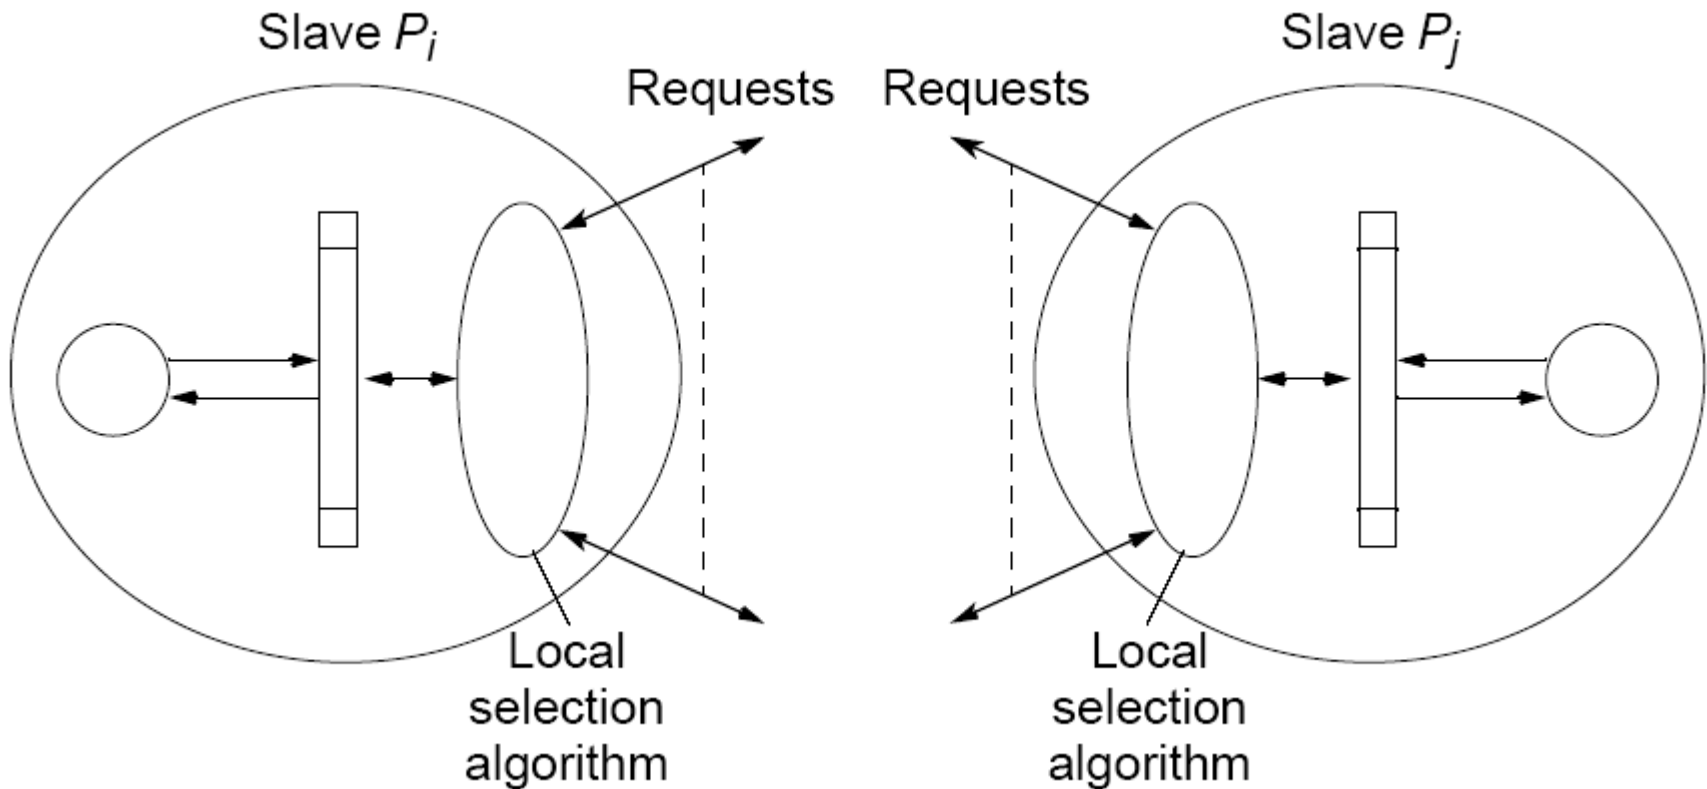 Slave Pi
Slave Pj
Requests
Requests
Local
selection
algorithm
Local
selection
algorithm